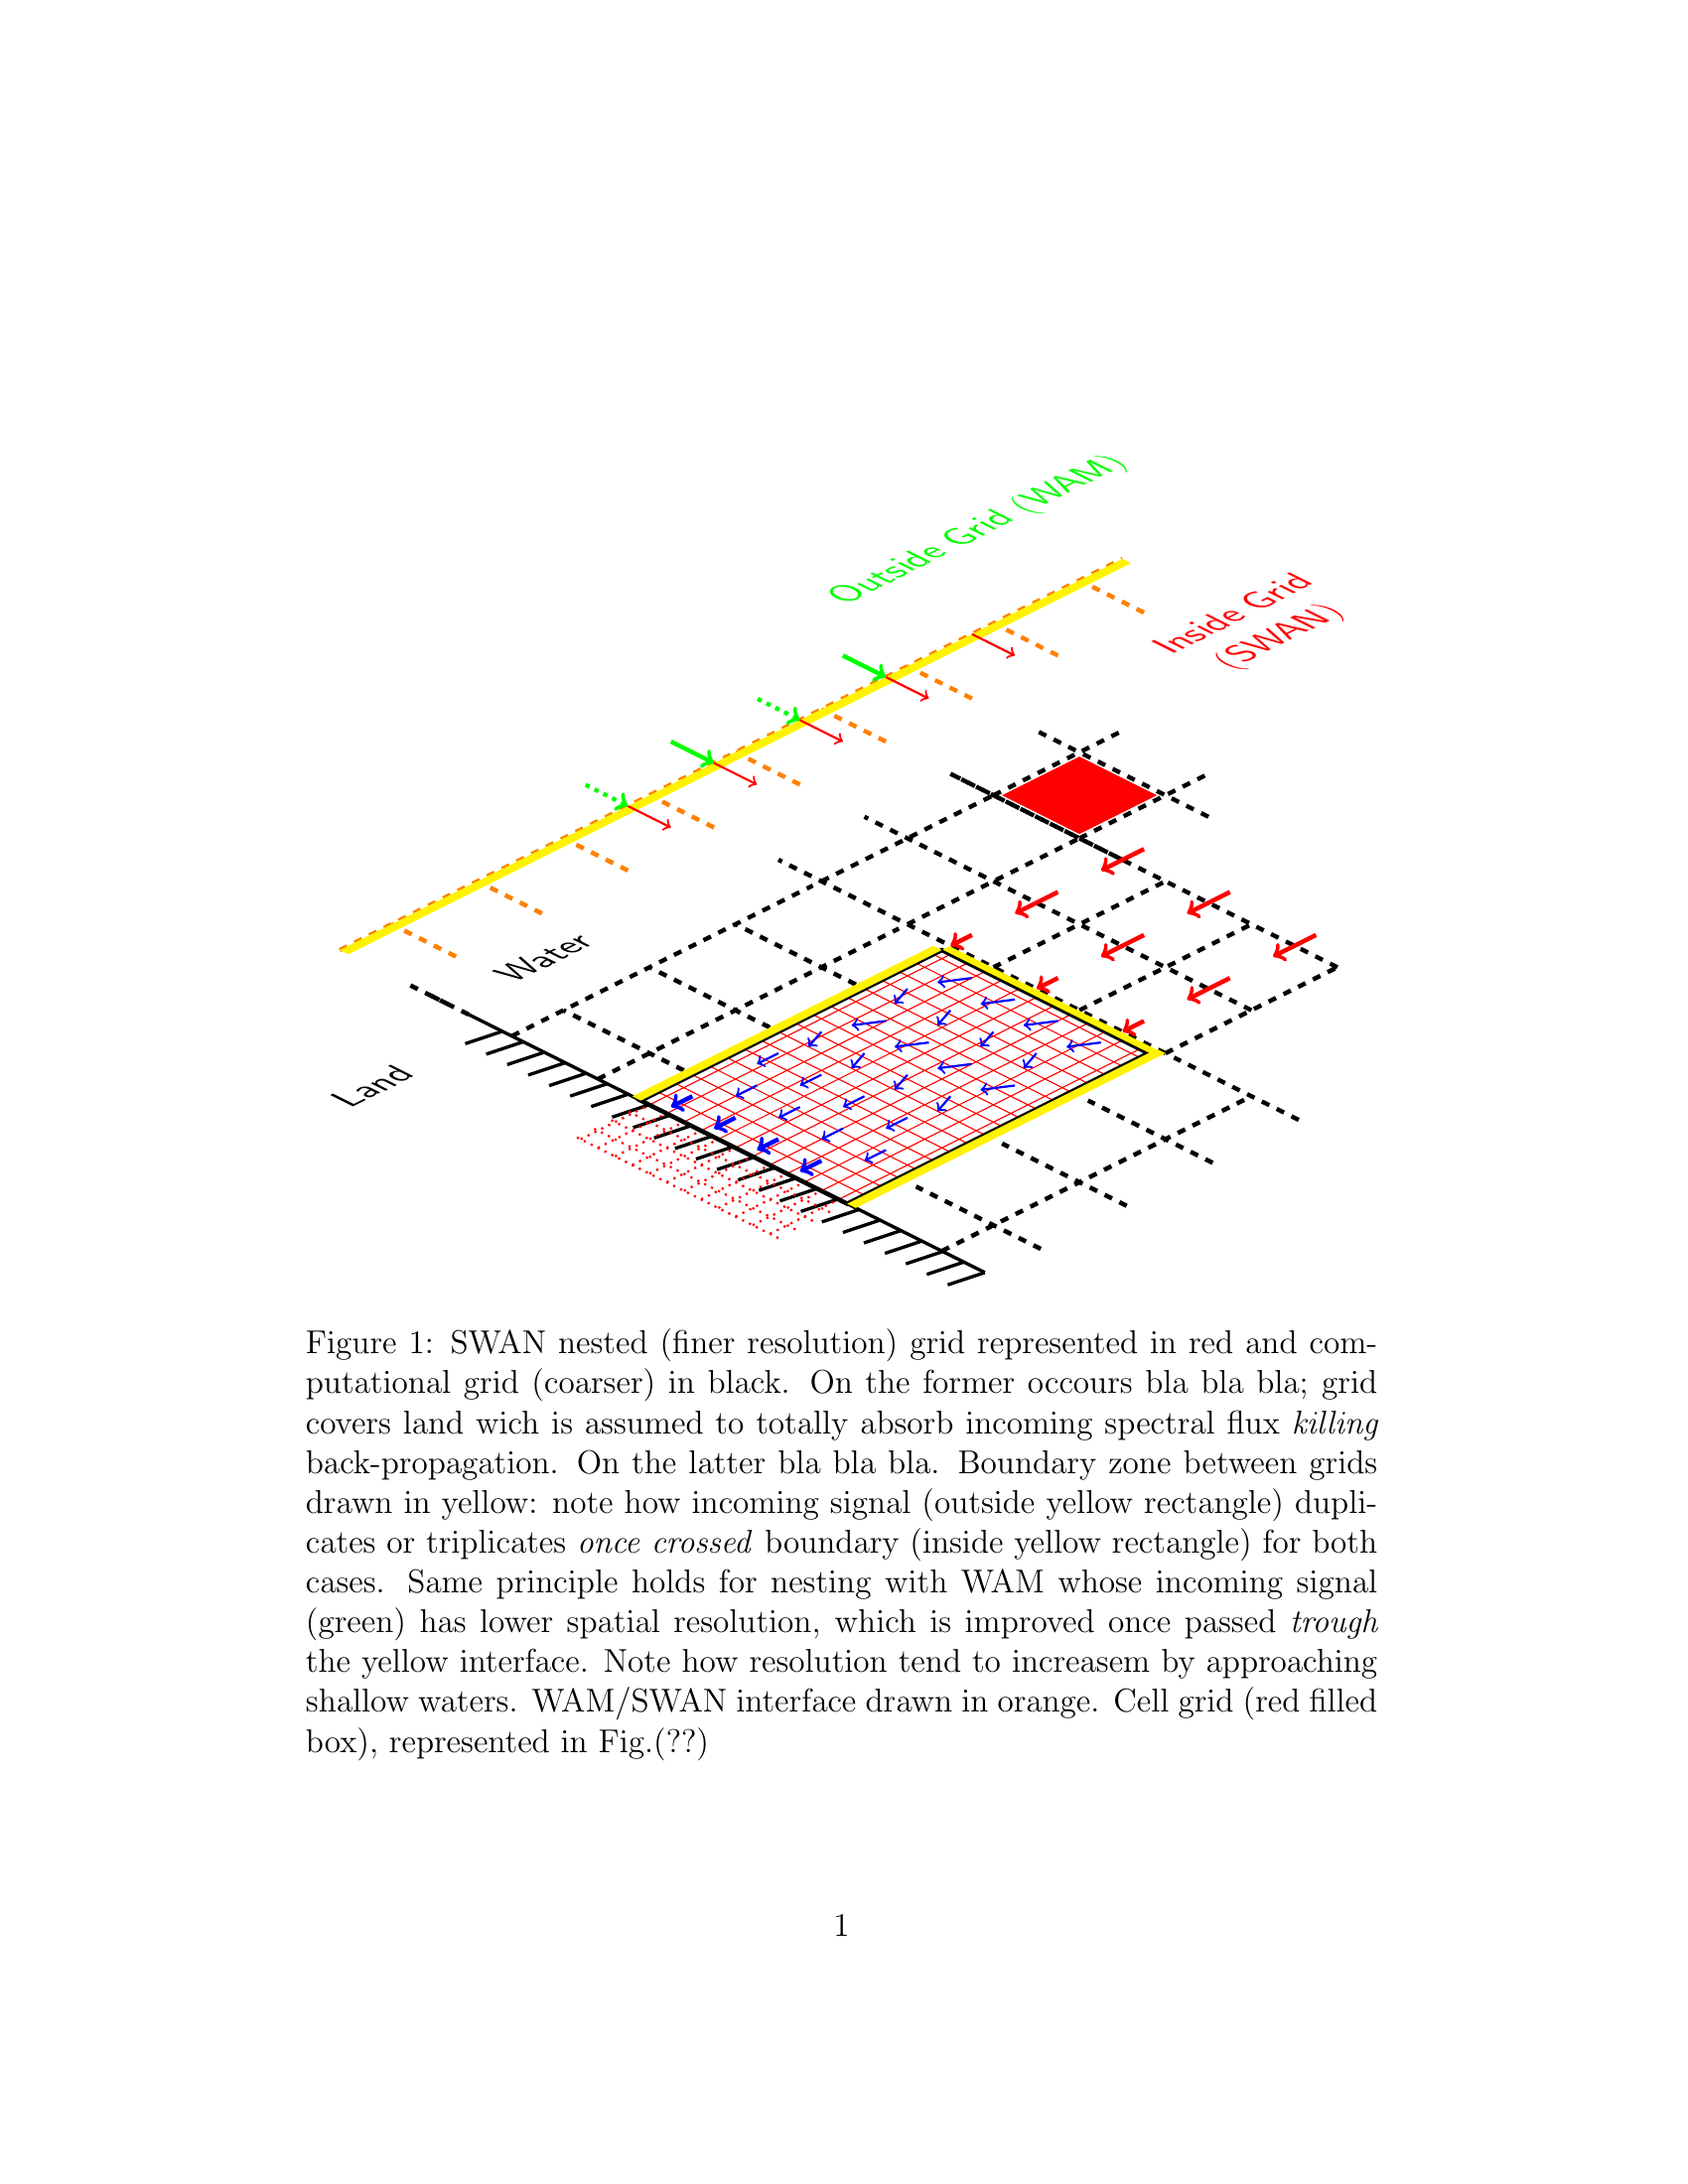 Outside Grid (WAM)
Inside Grid
(SWAN)
Water
Land
Figure 1: SWAN nested (finer resolution) grid represented in red and com-
putational grid (coarser) in black. On the former occours bla bla bla; grid
covers land wich is assumed to totally absorb incoming spectral flux killing
back-propagation. On the latter bla bla bla. Boundary zone between grids
drawn in yellow: note how incoming signal (outside yellow rectangle) dupli-
cates or triplicates once crossed boundary (inside yellow rectangle) for both
cases. Same principle holds for nesting with WAM whose incoming signal
(green) has lower spatial resolution, which is improved once passed trough
the yellow interface. Note how resolution tend to increasem by approaching
shallow waters. WAM/SWAN interface drawn in orange. Cell grid (red filled
box), represented in Fig.(??)
1